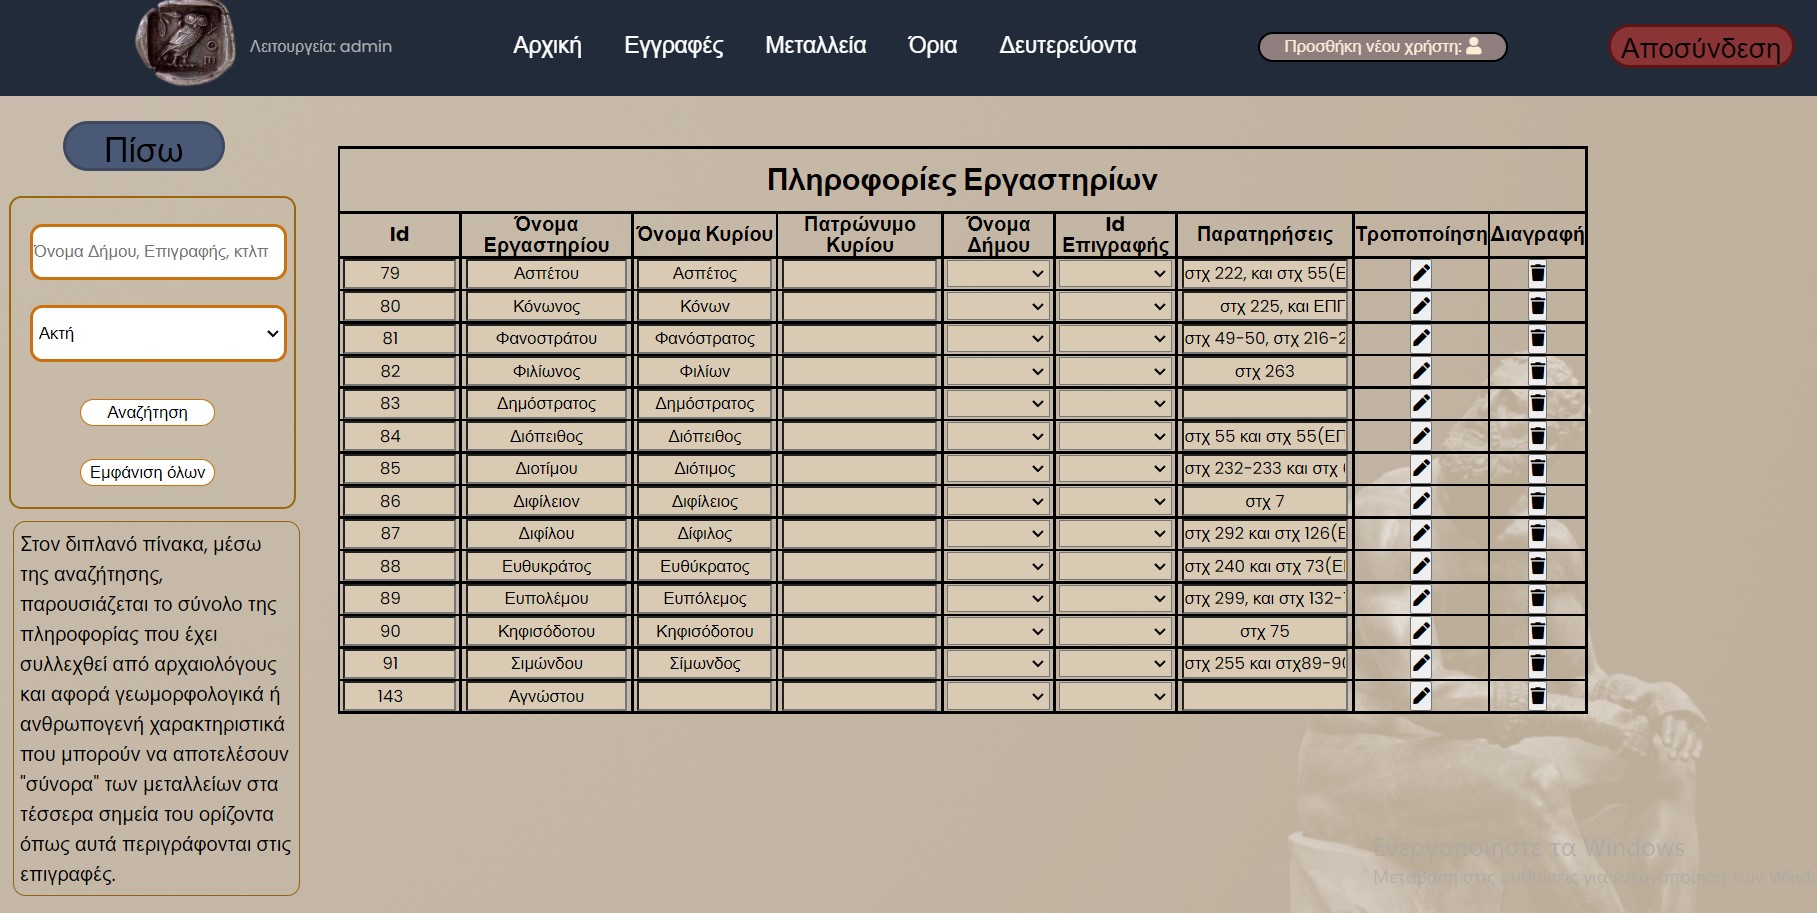 Λειτουργεία: admin
Αρχική Εγγραφές Μεταλλεία Όρια Δευτερεύοντα
Προσθήκη νέου χρήστη:
Αποσύνδεση
Πίσω
Όνομα Δήμου, Επιγραφής, κτλπ
Ακτή
Αναζήτηση
Εμφάνιση όλων
Στον διπλανό πίνακα, μέσω
της αναζήτησης,
παρουσιάζεται το σύνολο της
πληροφορίας που έχει
συλλεχθεί από αρχαιολόγους
και αφορά γεωμορφολογικά ή
ανθρωπογενή χαρακτηριστικά
που μπορούν να αποτελέσουν
"σύνορα" των μεταλλείων στα
τέσσερα σημεία του ορίζοντα
όπως αυτά περιγράφονται στις
επιγραφές.
Πληροφορίες Εργαστηρίων
Id Όνομα Εργαστηρίου Όνομα Κυρίου Πατρώνυμο Κυρίου Όνομα Δήμου Id Επιγραφής Παρατηρήσεις Τροποποίηση Διαγραφή
79 Ασπέτου Ασπέτος στχ 222, και στχ 55(Ε
80 Κόνωνος Κόνων στχ 225, και ΕΠΓ
81 Φανοστράτου Φανόστρατος στχ 49-50, στχ 216-2
82 Φιλίωνος Φιλίων στχ 263
83 Δημόστρατος Δημόστρατος
84 Διόπειθος Διόπειθος στχ 55 και στχ 55(ΕΓ
85 Διοτίμου Διότιμος στχ 232-233 και στχ
86 Διφίλειον Διφίλειος στχ 7
87 Διφίλου Δίφιλος στχ 292 και στχ 126(Ε
88 Ευθυκράτος Ευθύκρατος στχ 240 και στχ 73(Ε
89 Ευπολέμου Ευπόλεμος στχ 299, και στχ 132-
90 Κηφισόδοτου Κηφισόδοτου στχ 75
91 Σιμώνδου Σίμωνδος στχ 255 και στχ89-9
143 Αγνώστου
Ενεργοποιήστε τα Windows
Μετάβαση στις ρυθμίσεις για ενεργοποίηση των Wind